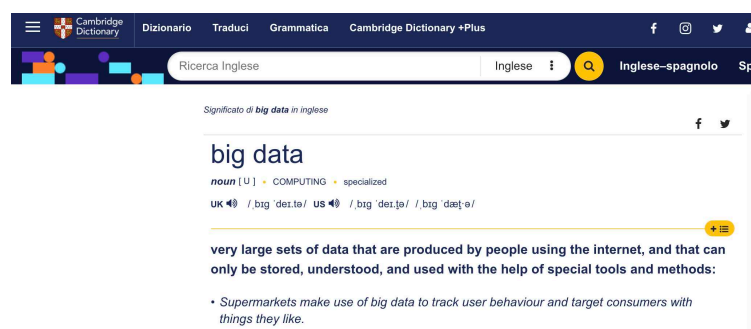 Cambridge
Dictionary
Dizionario Traduci Grammatica Cambridge Dictionary +Plus
Ricerca Inglese Inglese Inglese–spagnolo Sp
Significato di big data in inglese
big data
noun [ U ] • COMPUTING • specialized
UK /ˌbɪɡ ˈdeɪ.tə/ US /ˌbɪɡ ˈdeɪ.t̬ə/ /ˌbɪɡ ˈdæt̬·ə/
very large sets of data that are produced by people using the internet, and that can
only be stored, understood, and used with the help of special tools and methods:
• Supermarkets make use of big data to track user behaviour and target consumers with
things they like.